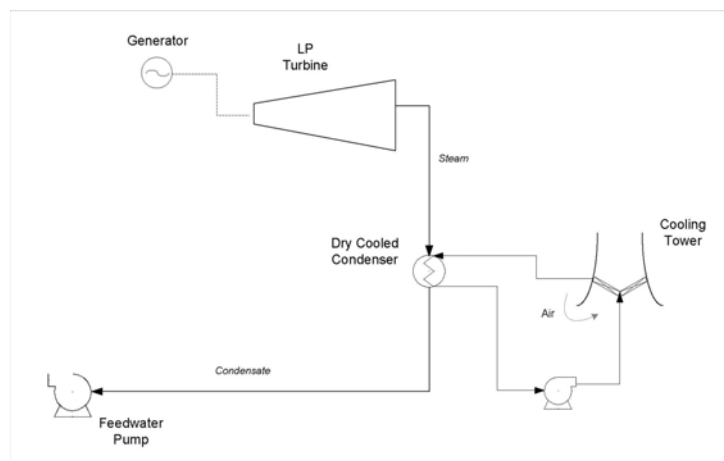 Generator
LP
Turbine
Steam
Cooling
Tower
Dry Cooled
Condenser
Air
Condensate
Feedwater
Pump